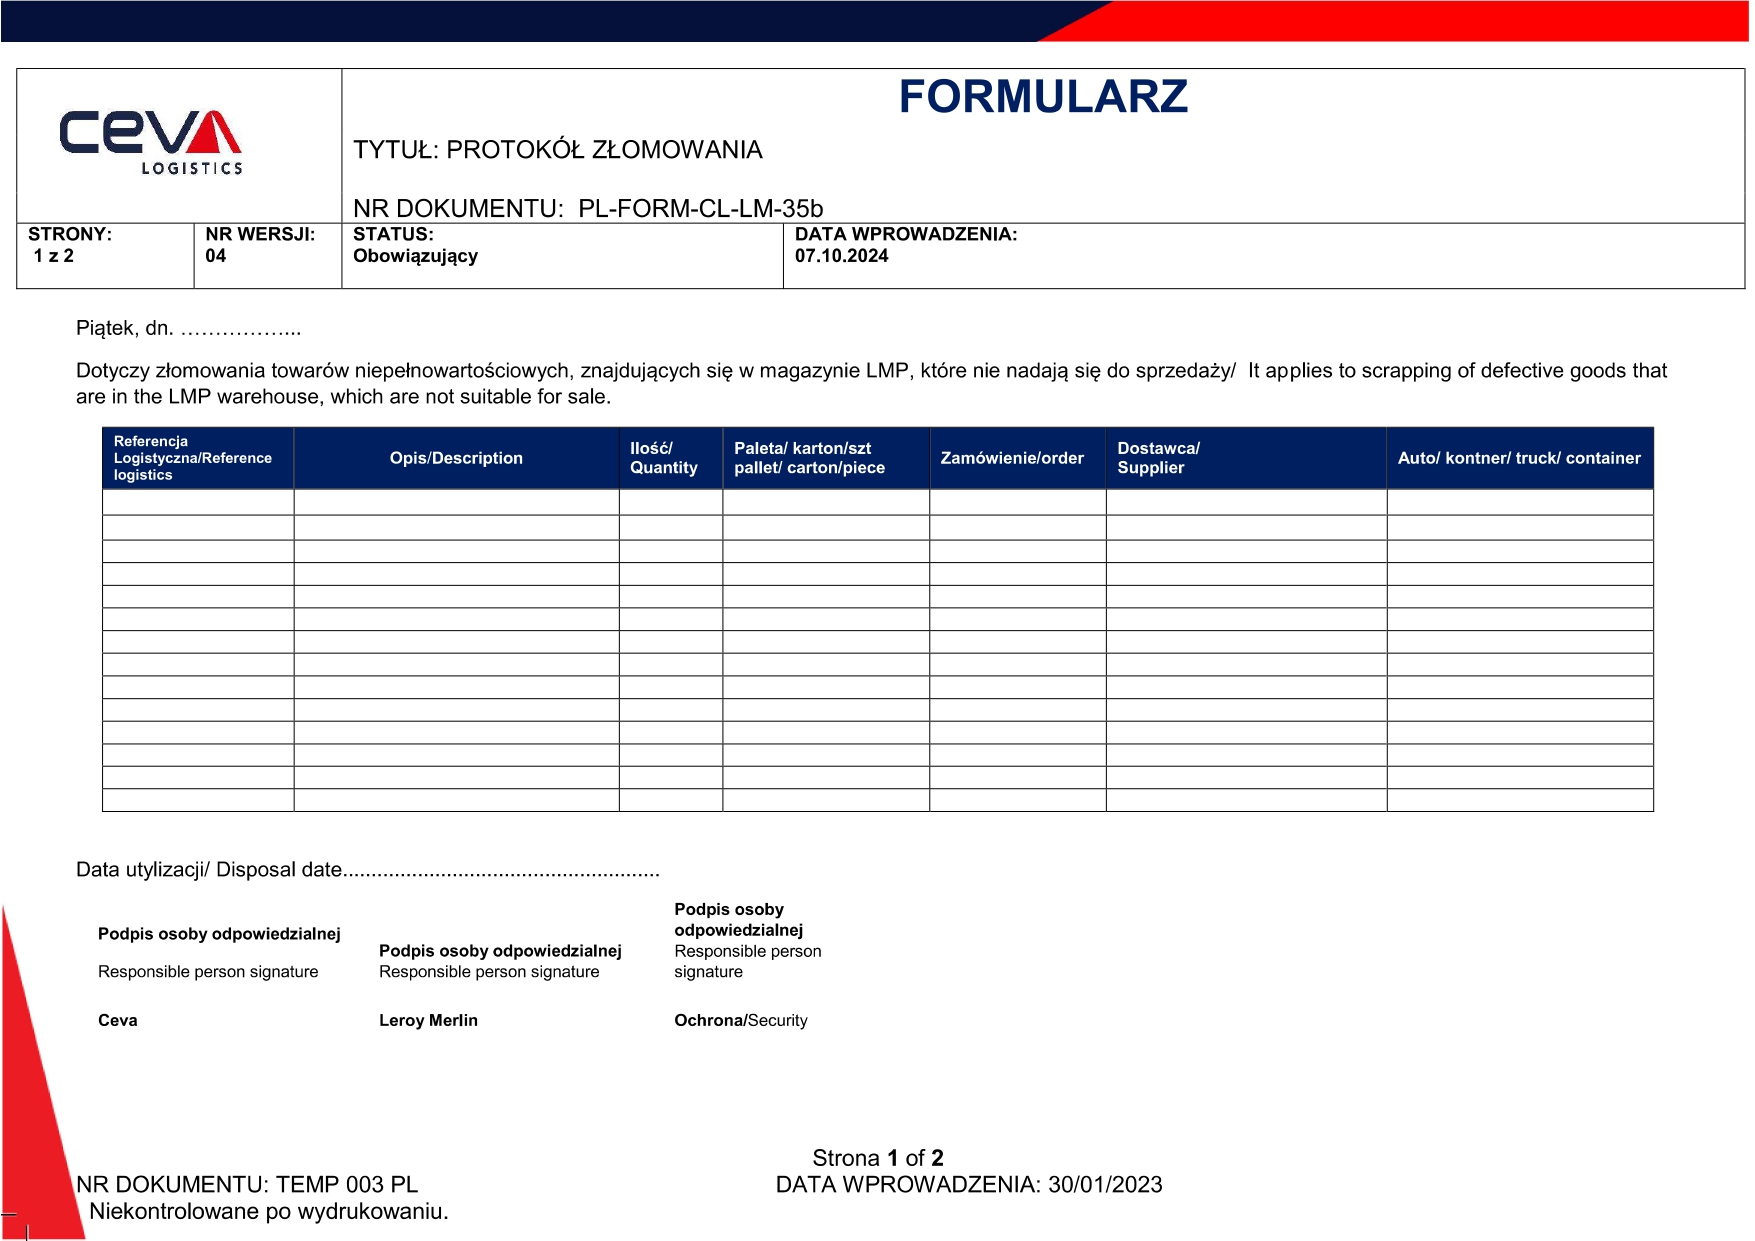 FORMULARZ
ceva
LOGISTICS
TYTUŁ: PROTOKÓŁ ZŁOMOWANIA
NR DOKUMENTU: PL-FORM-CL-LM-35b
STRONY:
1 z 2
NR WERSJI:
04
STATUS:
Obowiązujący
DATA WPROWADZENIA:
07.10.2024
Piątek, dn. ……………...
Dotyczy złomowania towarów niepełnowartościowych, znajdujących się w magazynie LMP, które nie nadają się do sprzedaży/ It applies to scrapping of defective goods that
are in the LMP warehouse, which are not suitable for sale.
Referencja
Logistyczna/Reference
logistics
Opis/Description
Ilość/
Quantity
Paleta/ karton/szt
pallet/ carton/piece
Zamówienie/order
Dostawca/
Supplier
Auto/ kontner/ truck/ container
Data utylizacji/ Disposal date.......................................................
Podpis osoby odpowiedzialnej
Responsible person signature
Ceva
Podpis osoby odpowiedzialnej
Responsible person signature
Leroy Merlin
Podpis osoby
odpowiedzialnej
Responsible person
signature
Ochrona/Security
Strona 1 of 2
NR DOKUMENTU: TEMP 003 PL
DATA WPROWADZENIA: 30/01/2023
Niekontrolowane po wydrukowaniu.